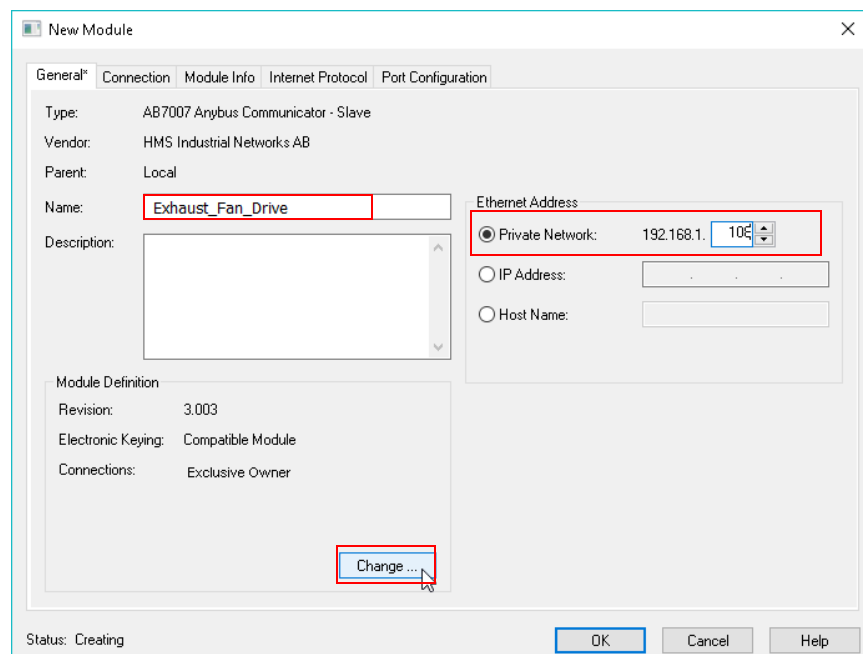 New Module
General* Connection Module Info Internet Protocol Port Configuration
Type: AB7007 Anybus Communicator - Slave
Vendor: HMS Industrial Networks AB
Parent: Local
Name: Exhaust_Fan_Drive
Description:
Ethernet Address
Private Network: 192.168.1.
IP Address: . . .
Host Name:
Module Definition
Revision: 3.003
Electronic Keying: Compatible Module
Connections: Exclusive Owner
Change ...
Status: Creating
OK Cancel Help